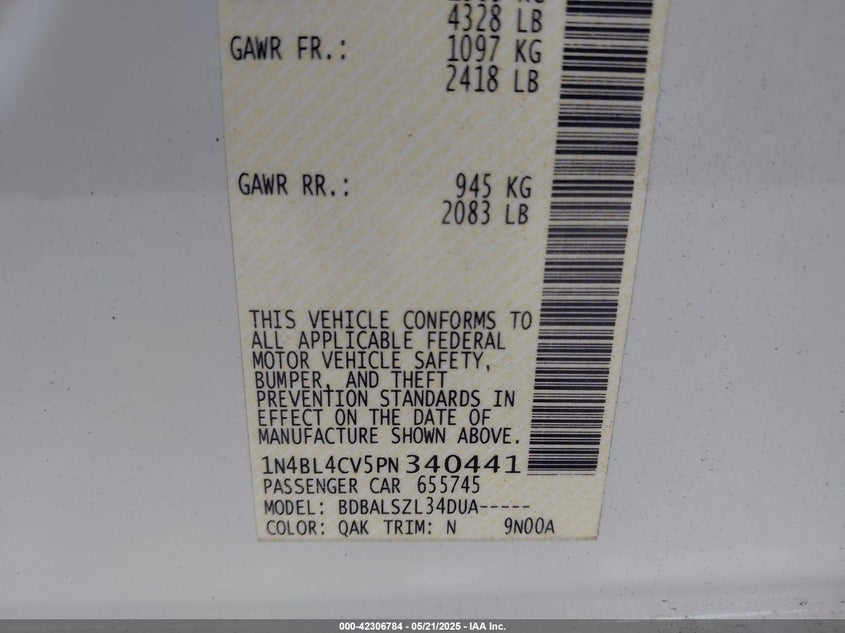 4328 LB
GAWR FR.: 1097 KG
2418 LB
GAWR RR.: 945 KG
2083 LB
THIS VEHICLE CONFORMS TO
ALL APPLICABLE FEDERAL
MOTOR VEHICLE SAFETY,
BUMPER, AND THEFT
PREVENTION STANDARDS IN
EFFECT ON THE DATE OF
MANUFACTURE SHOWN ABOVE.
1N4BL4CV5PN340441
PASSENGER CAR 655745
MODEL: BDBALSZL34DUA-----
COLOR: QAK TRIM: N 9N00A
000-42306784 - 05/21/2025 - IAA Inc.